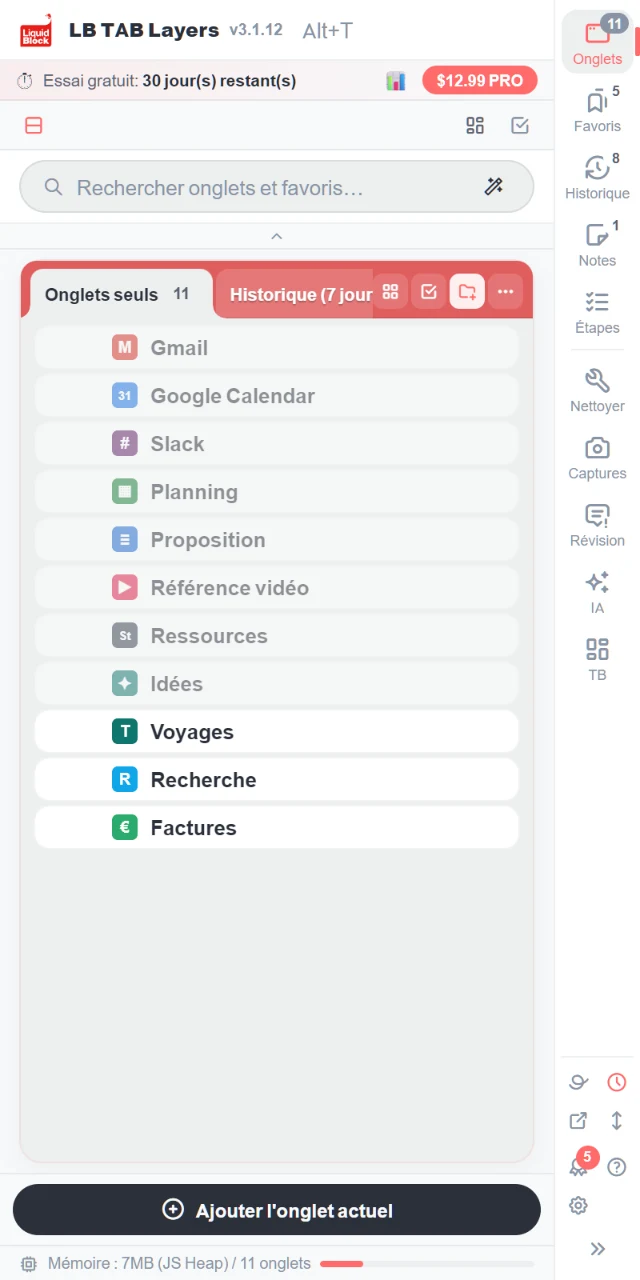 Liquid
Block
LB TAB Layers v3.1.12 Alt+T
Essai gratuit: 30 jour(s) restant(s)
$12.99 PRO
Rechercher onglets et favoris…
Onglets seuls 11
Historique (7 jour
M Gmail
31 Google Calendar
# Slack
Planning
Proposition
Référence vidéo
St Ressources
Idées
T Voyages
R Recherche
€ Factures
Ajouter l'onglet actuel
Mémoire : 7MB (JS Heap) / 11 onglets
11
Onglets
5
Favoris
8
Historique
1
Notes
Étapes
Nettoyer
Captures
Révision
IA
TB
5